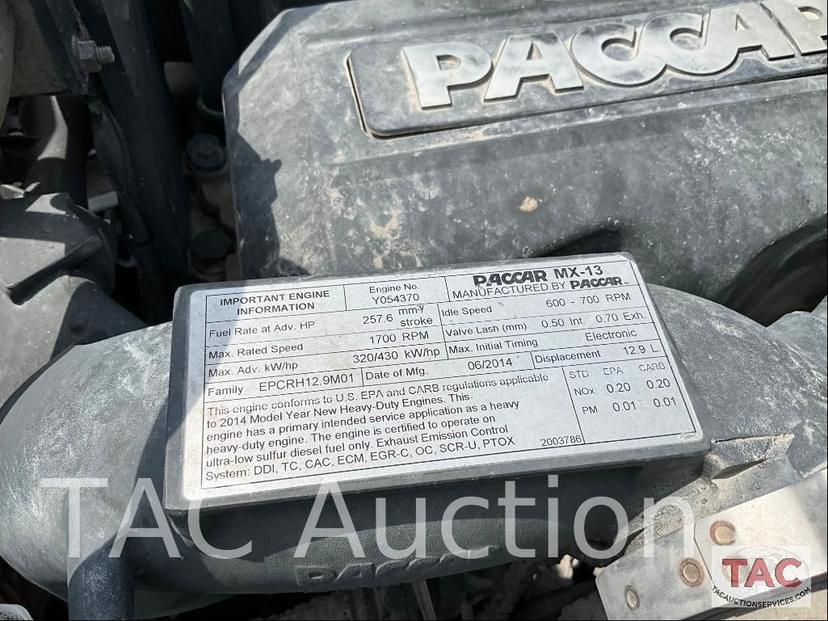 PACCAR
IMPORTANT ENGINE INFORMATION
Engine No.
Y054370
PACCAR MX-13
MANUFACTURED BY PACCAR INC.
Fuel Rate at Adv. HP 257.6 mm³/stroke
Idle Speed 600 - 700 RPM
Max. Rated Speed 1700 RPM
Valve Lash (mm) 0.50 Int. 0.70 Exh.
Max. Adv. kW/hp 320/430 kW/hp
Max. Initial Timing Electronic
Family EPCRH12.9M01
Date of Mfg. 06/2014
Displacement 12.9 L
This engine conforms to U.S. EPA and CARB regulations applicable
to 2014 Model Year New Heavy-Duty Engines. This
engine has a primary intended service application as a heavy
heavy-duty engine. The engine is certified to operate on
ultra-low sulfur diesel fuel only. Exhaust Emission Control
System: DDI, TC, CAC, ECM, EGR-C, OC, SCR-U, PTOX
2003786
STD EPA CARB
NOx 0.20 0.20
PM 0.01 0.01
TAC Auction World
PACCAR
TAC
TACAUCTIONSERVICES.COM